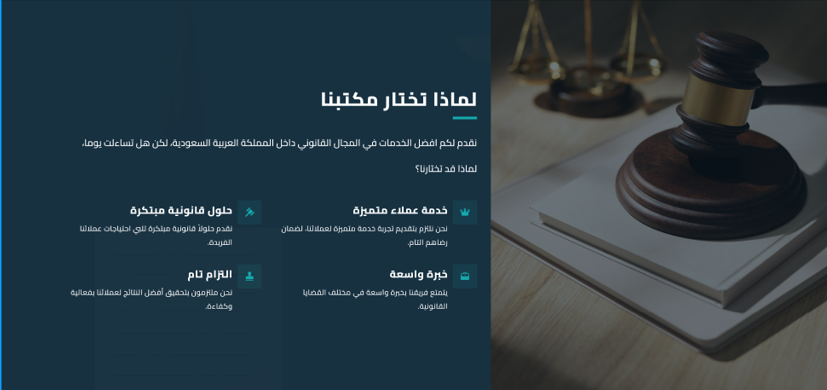 لماذا تختار مكتبنا
نقدم لكم افضل الخدمات في المجال القانوني داخل المملكة العربية السعودية، لكن هل تساءلت يوما،
لماذا قد تختارنا؟
خدمة عملاء متميزة
نحن نلتزم بتقديم تجربة خدمة متميزة لعملائنا، لضمان
رضاهم التام.
حلول قانونية مبتكرة
نقدم حلولاً قانونية مبتكرة تلبي احتياجات عملائنا
الفريدة.
خبرة واسعة
يتمتع فريقنا بخبرة واسعة في مختلف القضايا
القانونية.
التزام تام
نحن ملتزمون بتحقيق أفضل النتائج لعملائنا بفعالية
وكفاءة.